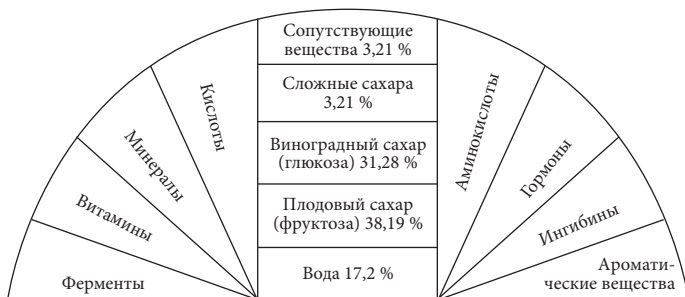 Сопутствующие
вещества 3,21 %
Сложные сахара
3,21 %
Виноградный сахар
(глюкоза) 31,28 %
Плодовый сахар
(фруктоза) 38,19 %
Вода 17,2 %
Кислоты
Минералы
Витамины
Ферменты
Аминокислоты
Гормоны
Ингибины
Аромати-
ческие вещества